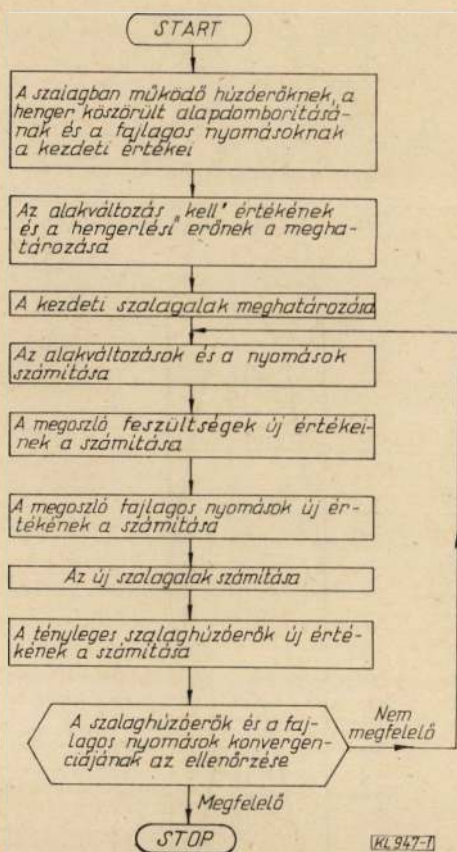 START
A szalagban működő húzóerőknek, a
henger köszörült alapdomborításá-
nak és a fajlagos nyomásoknak
a kezdeti értékei
Az alakváltozás „kell" értékének
és a hengerlési erőnek a megha-
tározása
A kezdeti szalagalak meghatározása
Az alakváltozások és a nyomások
számítása
A megoszló feszültségek új értékei-
nek a számítása
A megoszló fajlagos nyomások új ér-
tékének a számítása
Az új szalagalak számítása
A tényleges szalaghúzóerők új érté-
kének a számítása
A szalaghúzóerők és a faj-
lagos nyomások konvergen-
ciájának az ellenőrzése
Nem
megfelelő
Megfelelő
STOP
KL 947-1